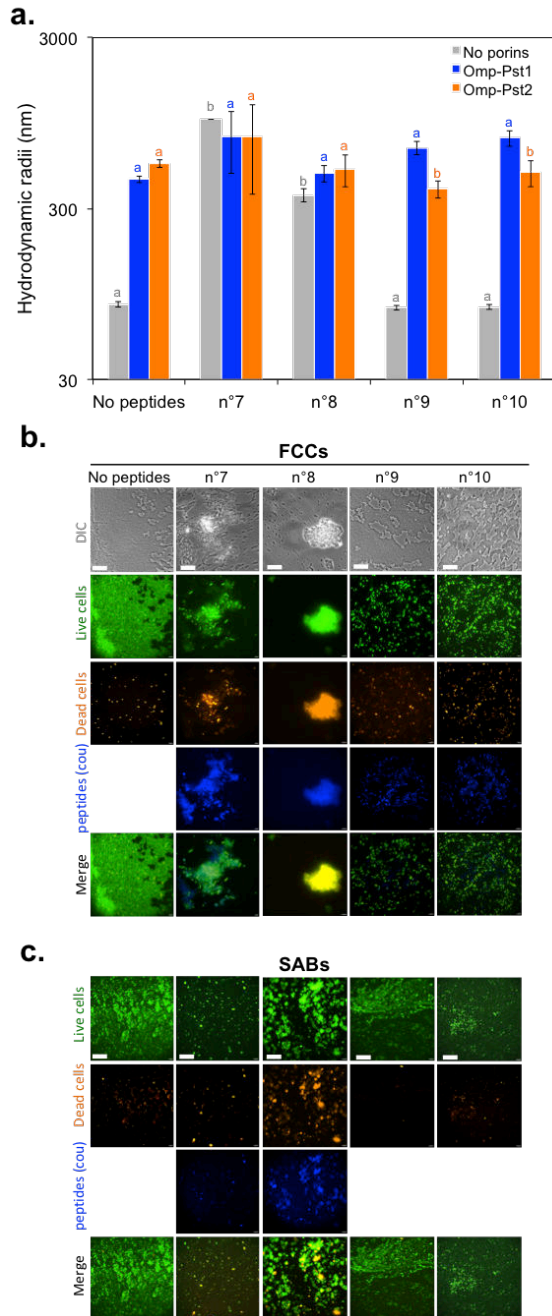 a.
3000
No porins
Omp-Pst1
Omp-Pst2
Hydrodynamic radii (nm)
b
a
a
a
a
a
a
b
a
a
b
a
b
300
a
a
a
30
No peptides
n°7
n°8
n°9
n°10
b.
FCCs
No peptides
n°7
n°8
n°9
n°10
DIC
Live cells
Dead cells
peptides (cou)
Merge
c.
SABs
Live cells
Dead cells
peptides (cou)
Merge